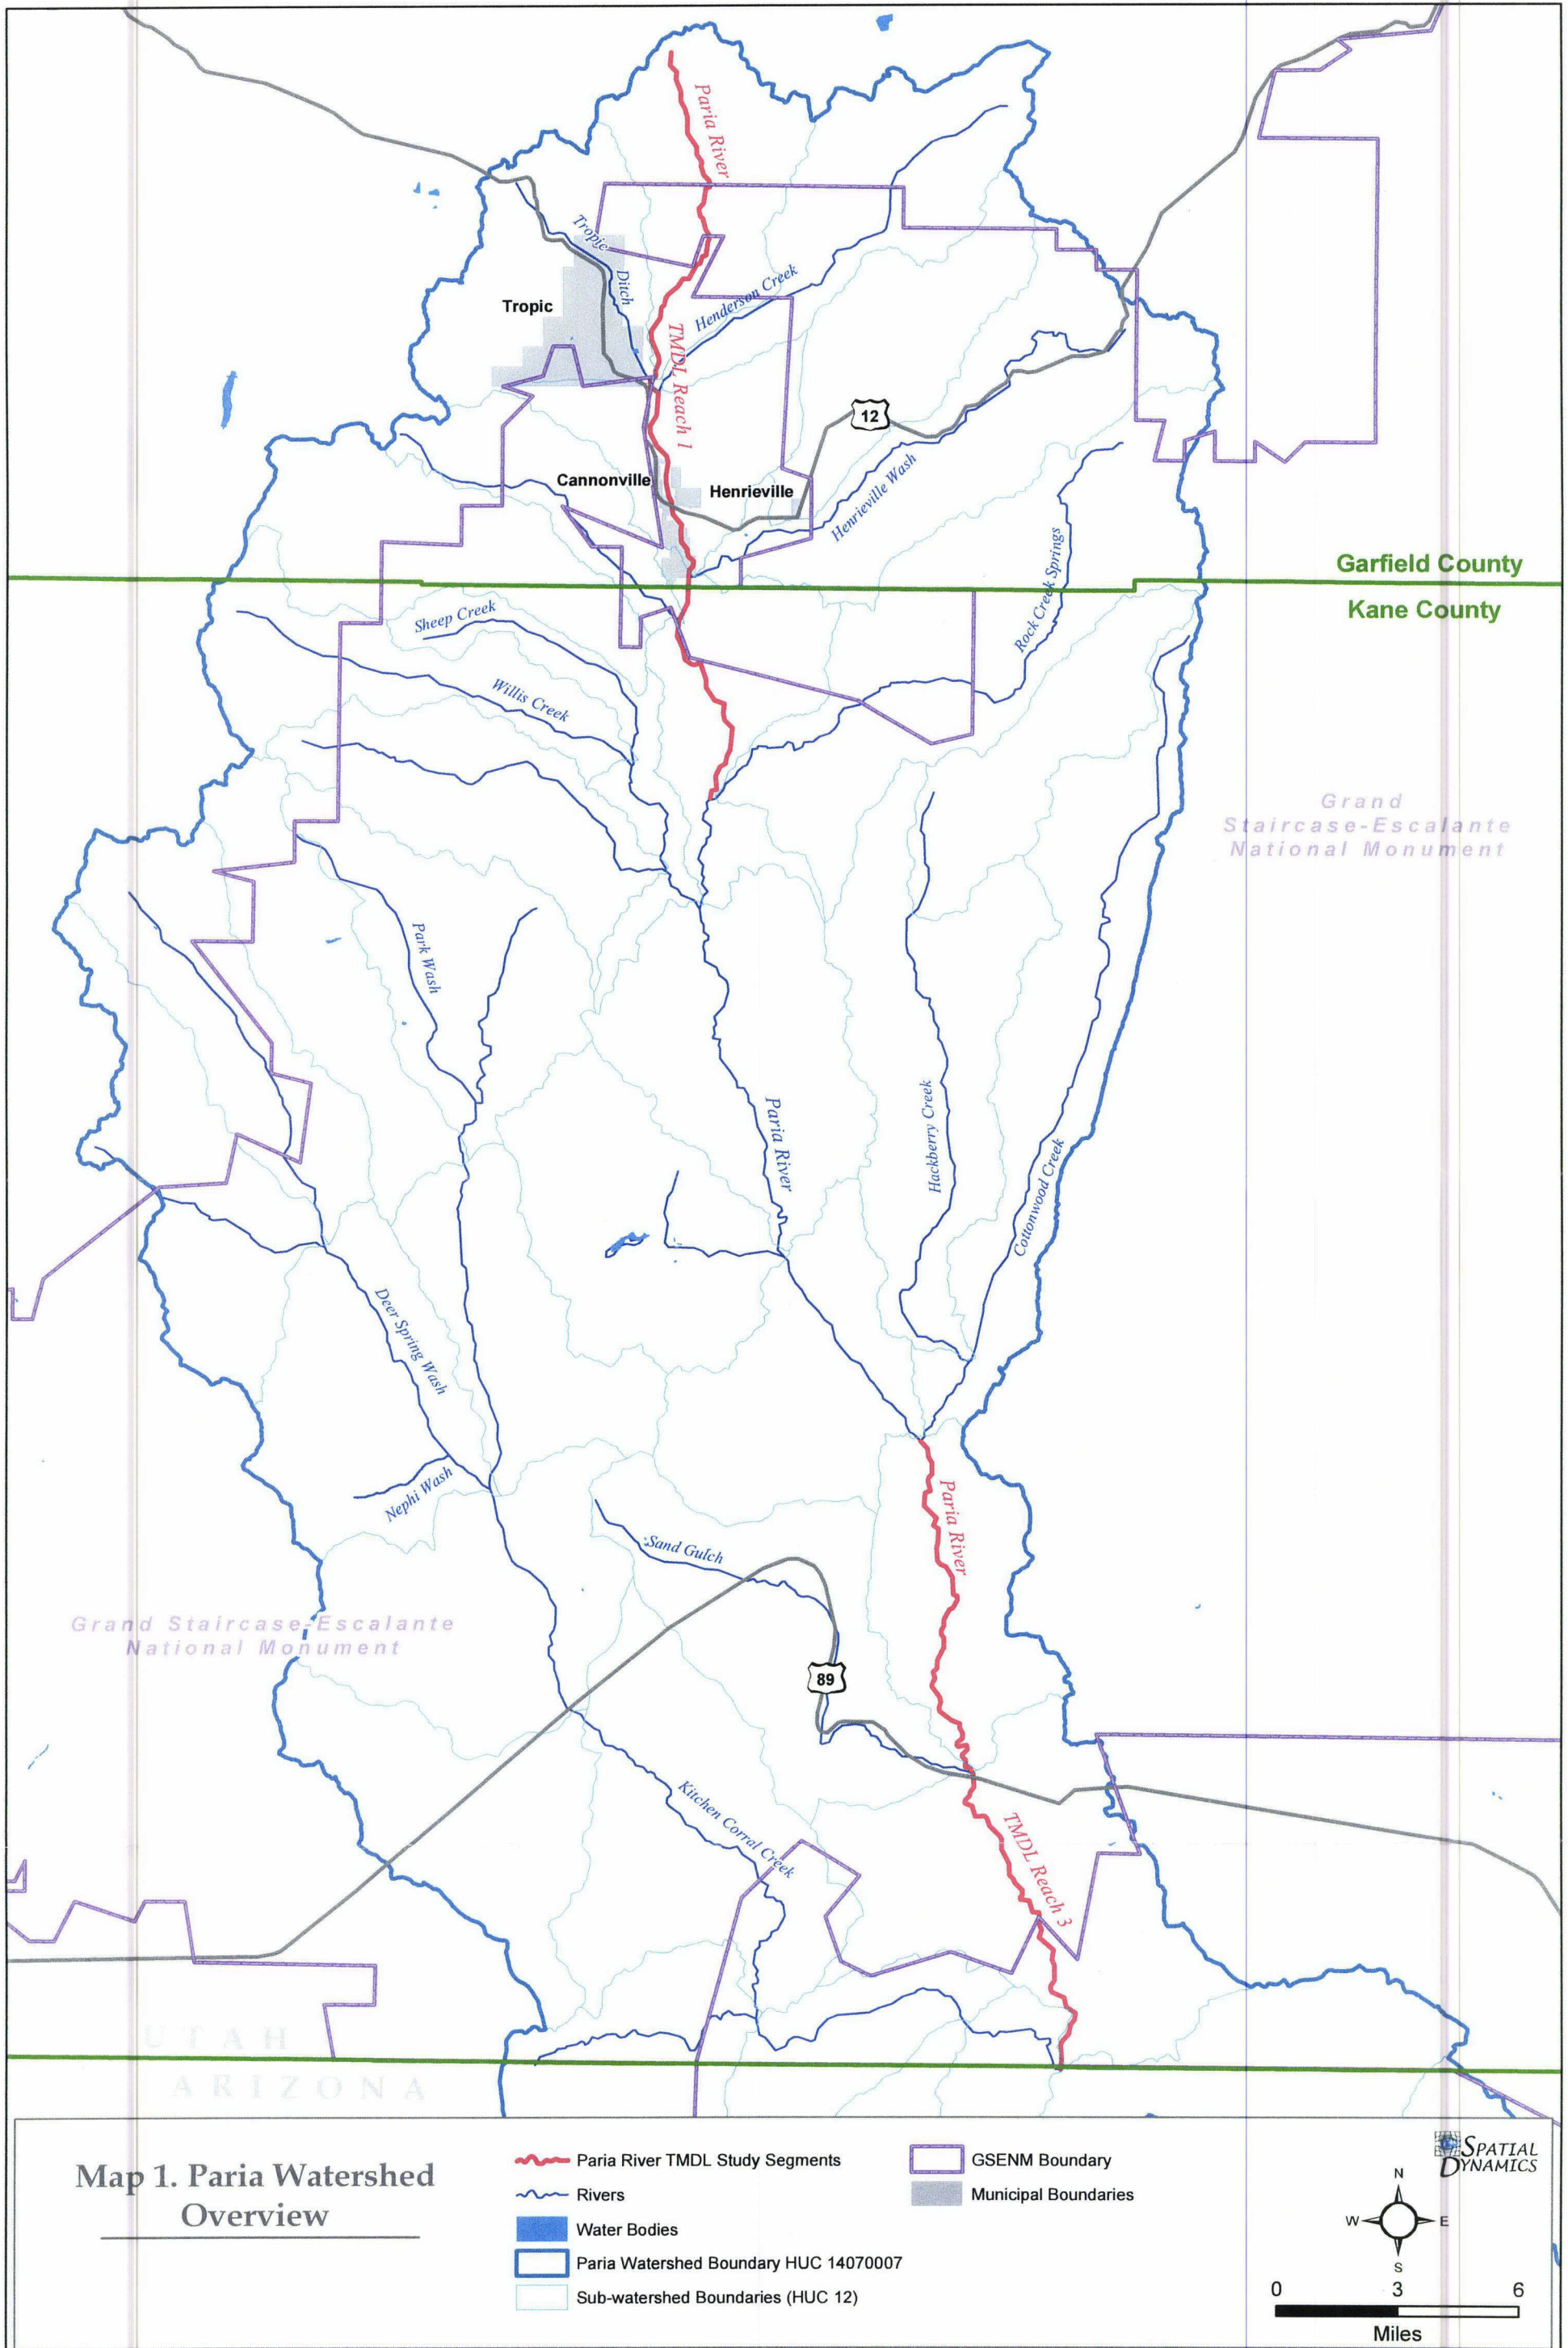 Paria River
Tropic
Ditch
Tropic
Henderson Creek
TMDL Reach 1
12
Cannonville
Henrieville
Henrieville Wash
Rock Creek Springs
Garfield County
Kane County
Sheep Creek
Willis Creek
Grand
Staircase-Escalante
National Monument
Park Wash
Paria River
Hackberry Creek
Cottonwood Creek
Deer Spring Wash
Nephi Wash
Paria River
Sand Gulch
Grand Staircase-Escalante
National Monument
89
Kitchen Corral Creek
TMDL Reach 3
UTAH
ARIZONA
Map 1. Paria Watershed
Overview
Paria River TMDL Study Segments
Rivers
Water Bodies
Paria Watershed Boundary HUC 14070007
Sub-watershed Boundaries (HUC 12)
GSENM Boundary
Municipal Boundaries
SPATIAL
DYNAMICS
N
W E
S
0 3 6
Miles